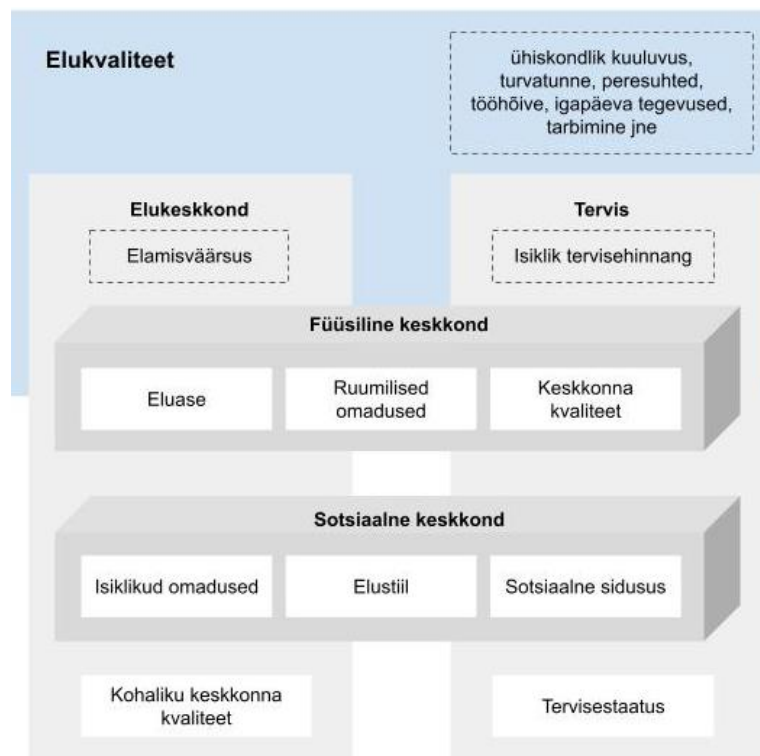 Elukvaliteet
ühiskondlik kuuluvus,
turvatunne, peresuhted,
tööhõive, igapäeva tegevused,
tarbimine jne
Elukeskkond
Tervis
Elamisväärsus
Isiklik tervisehinnang
Füüsiline keskkond
Eluase
Ruumilised
omadused
Keskkonna
kvaliteet
Sotsiaalne keskkond
Isiklikud omadused
Elustiil
Sotsiaalne sidusus
Kohaliku keskkonna
kvaliteet
Tervisestaatus